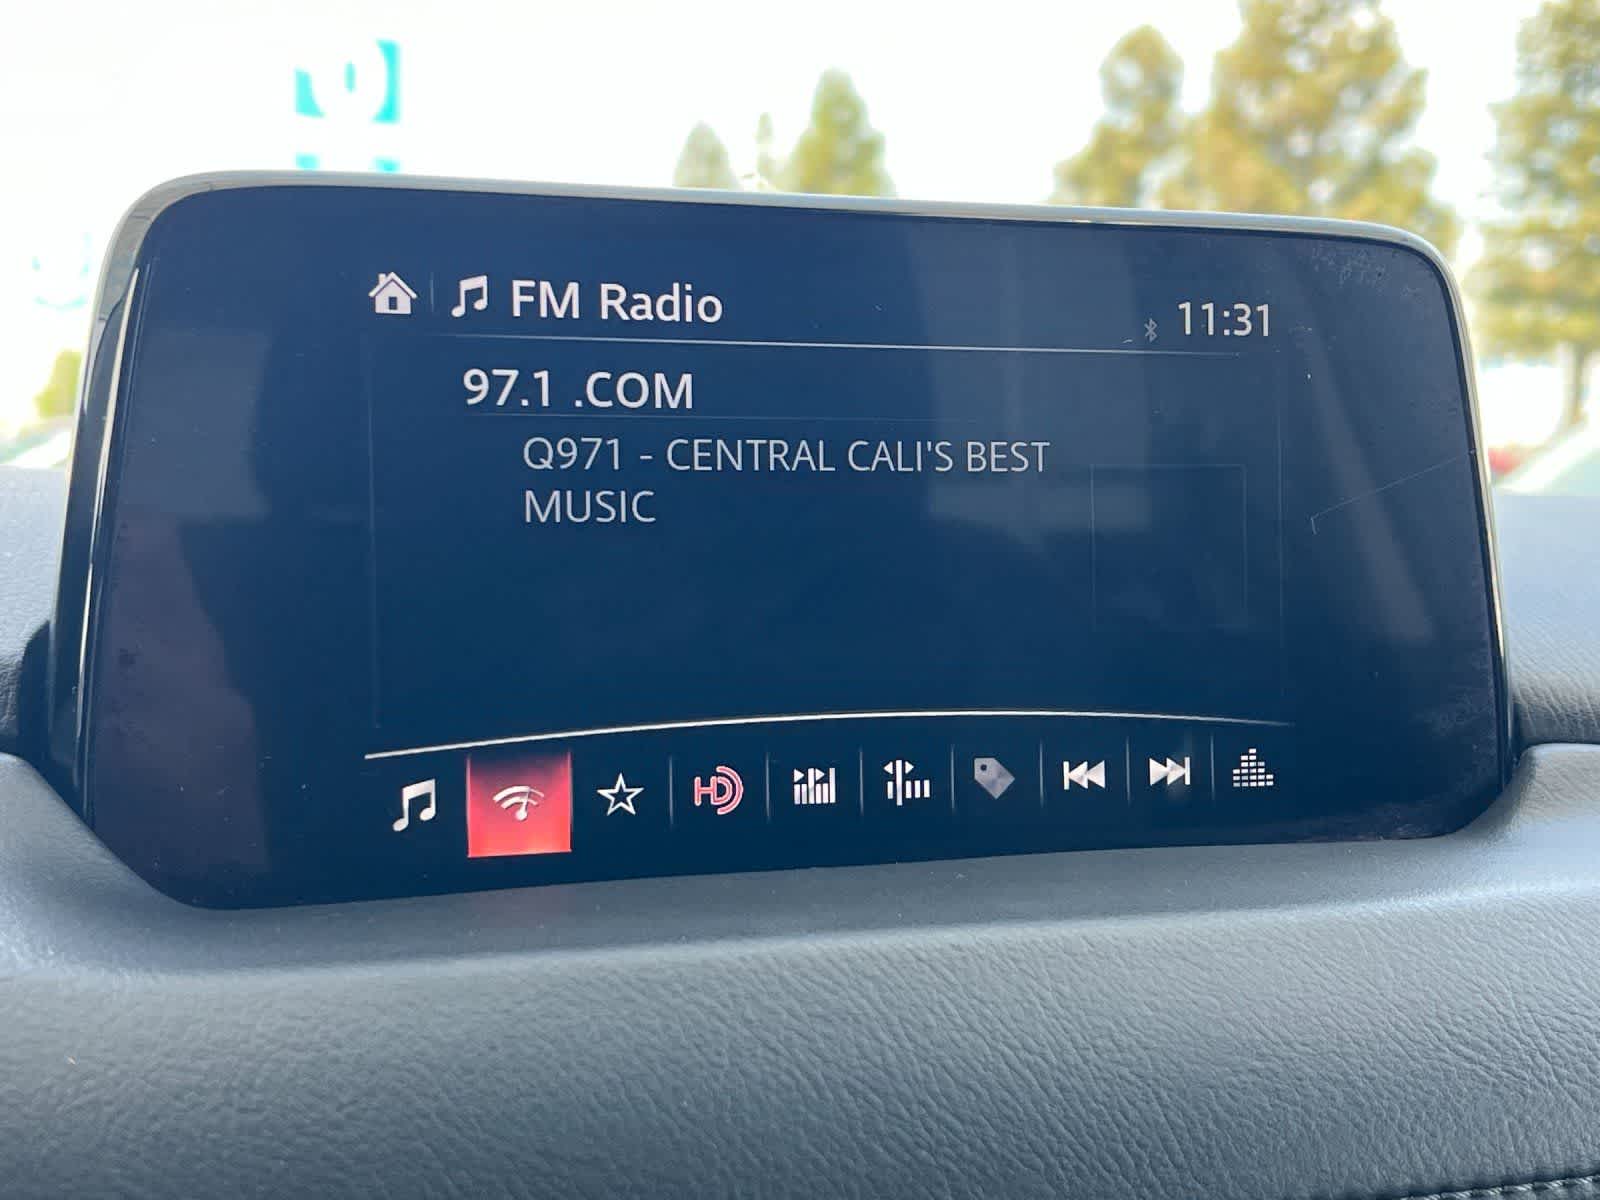 FM Radio
11:31
97.1 .COM
Q971 - CENTRAL CALI'S BEST
MUSIC
HD